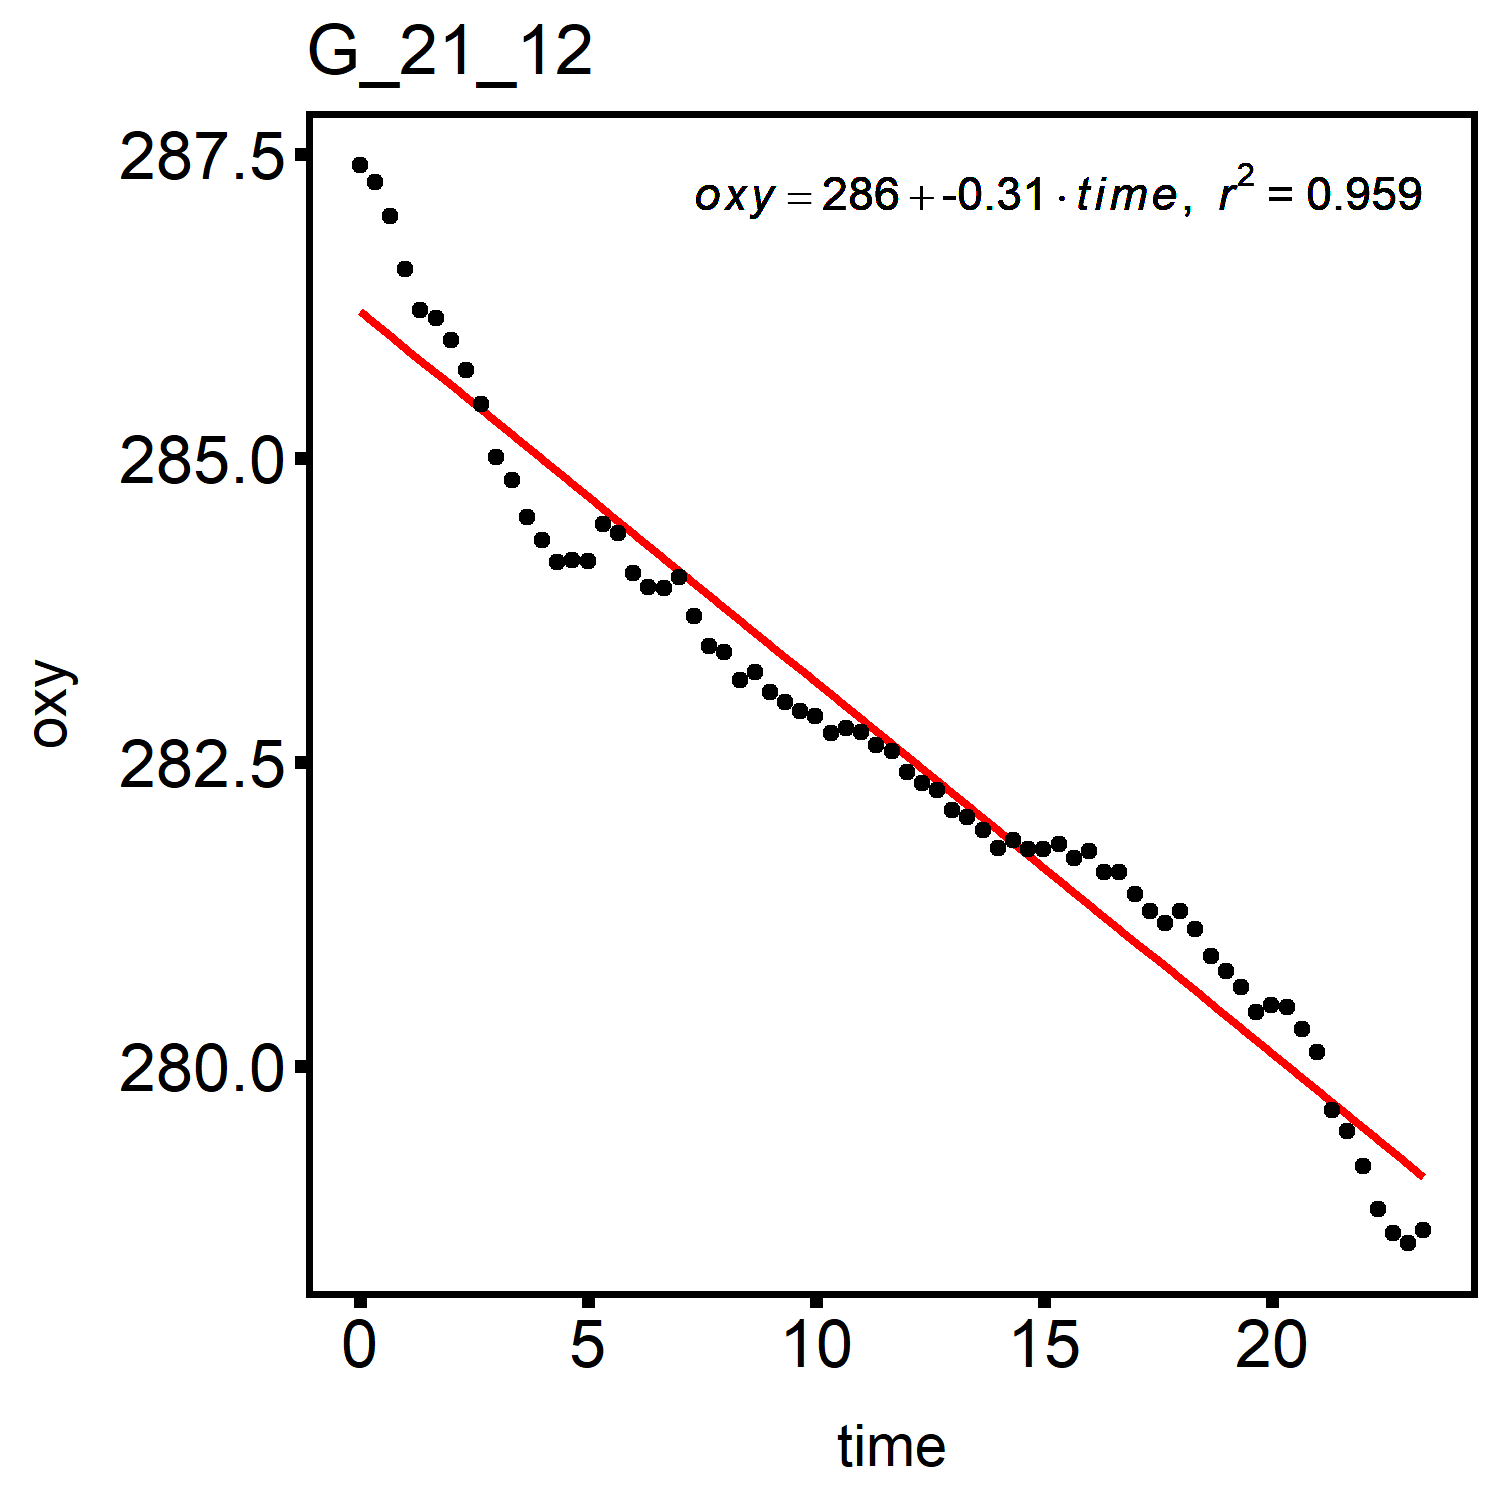 G_21_12
oxy = 286 + -0.31 · time, r² = 0.959
287.5
285.0
282.5
280.0
oxy
0 5 10 15 20
time